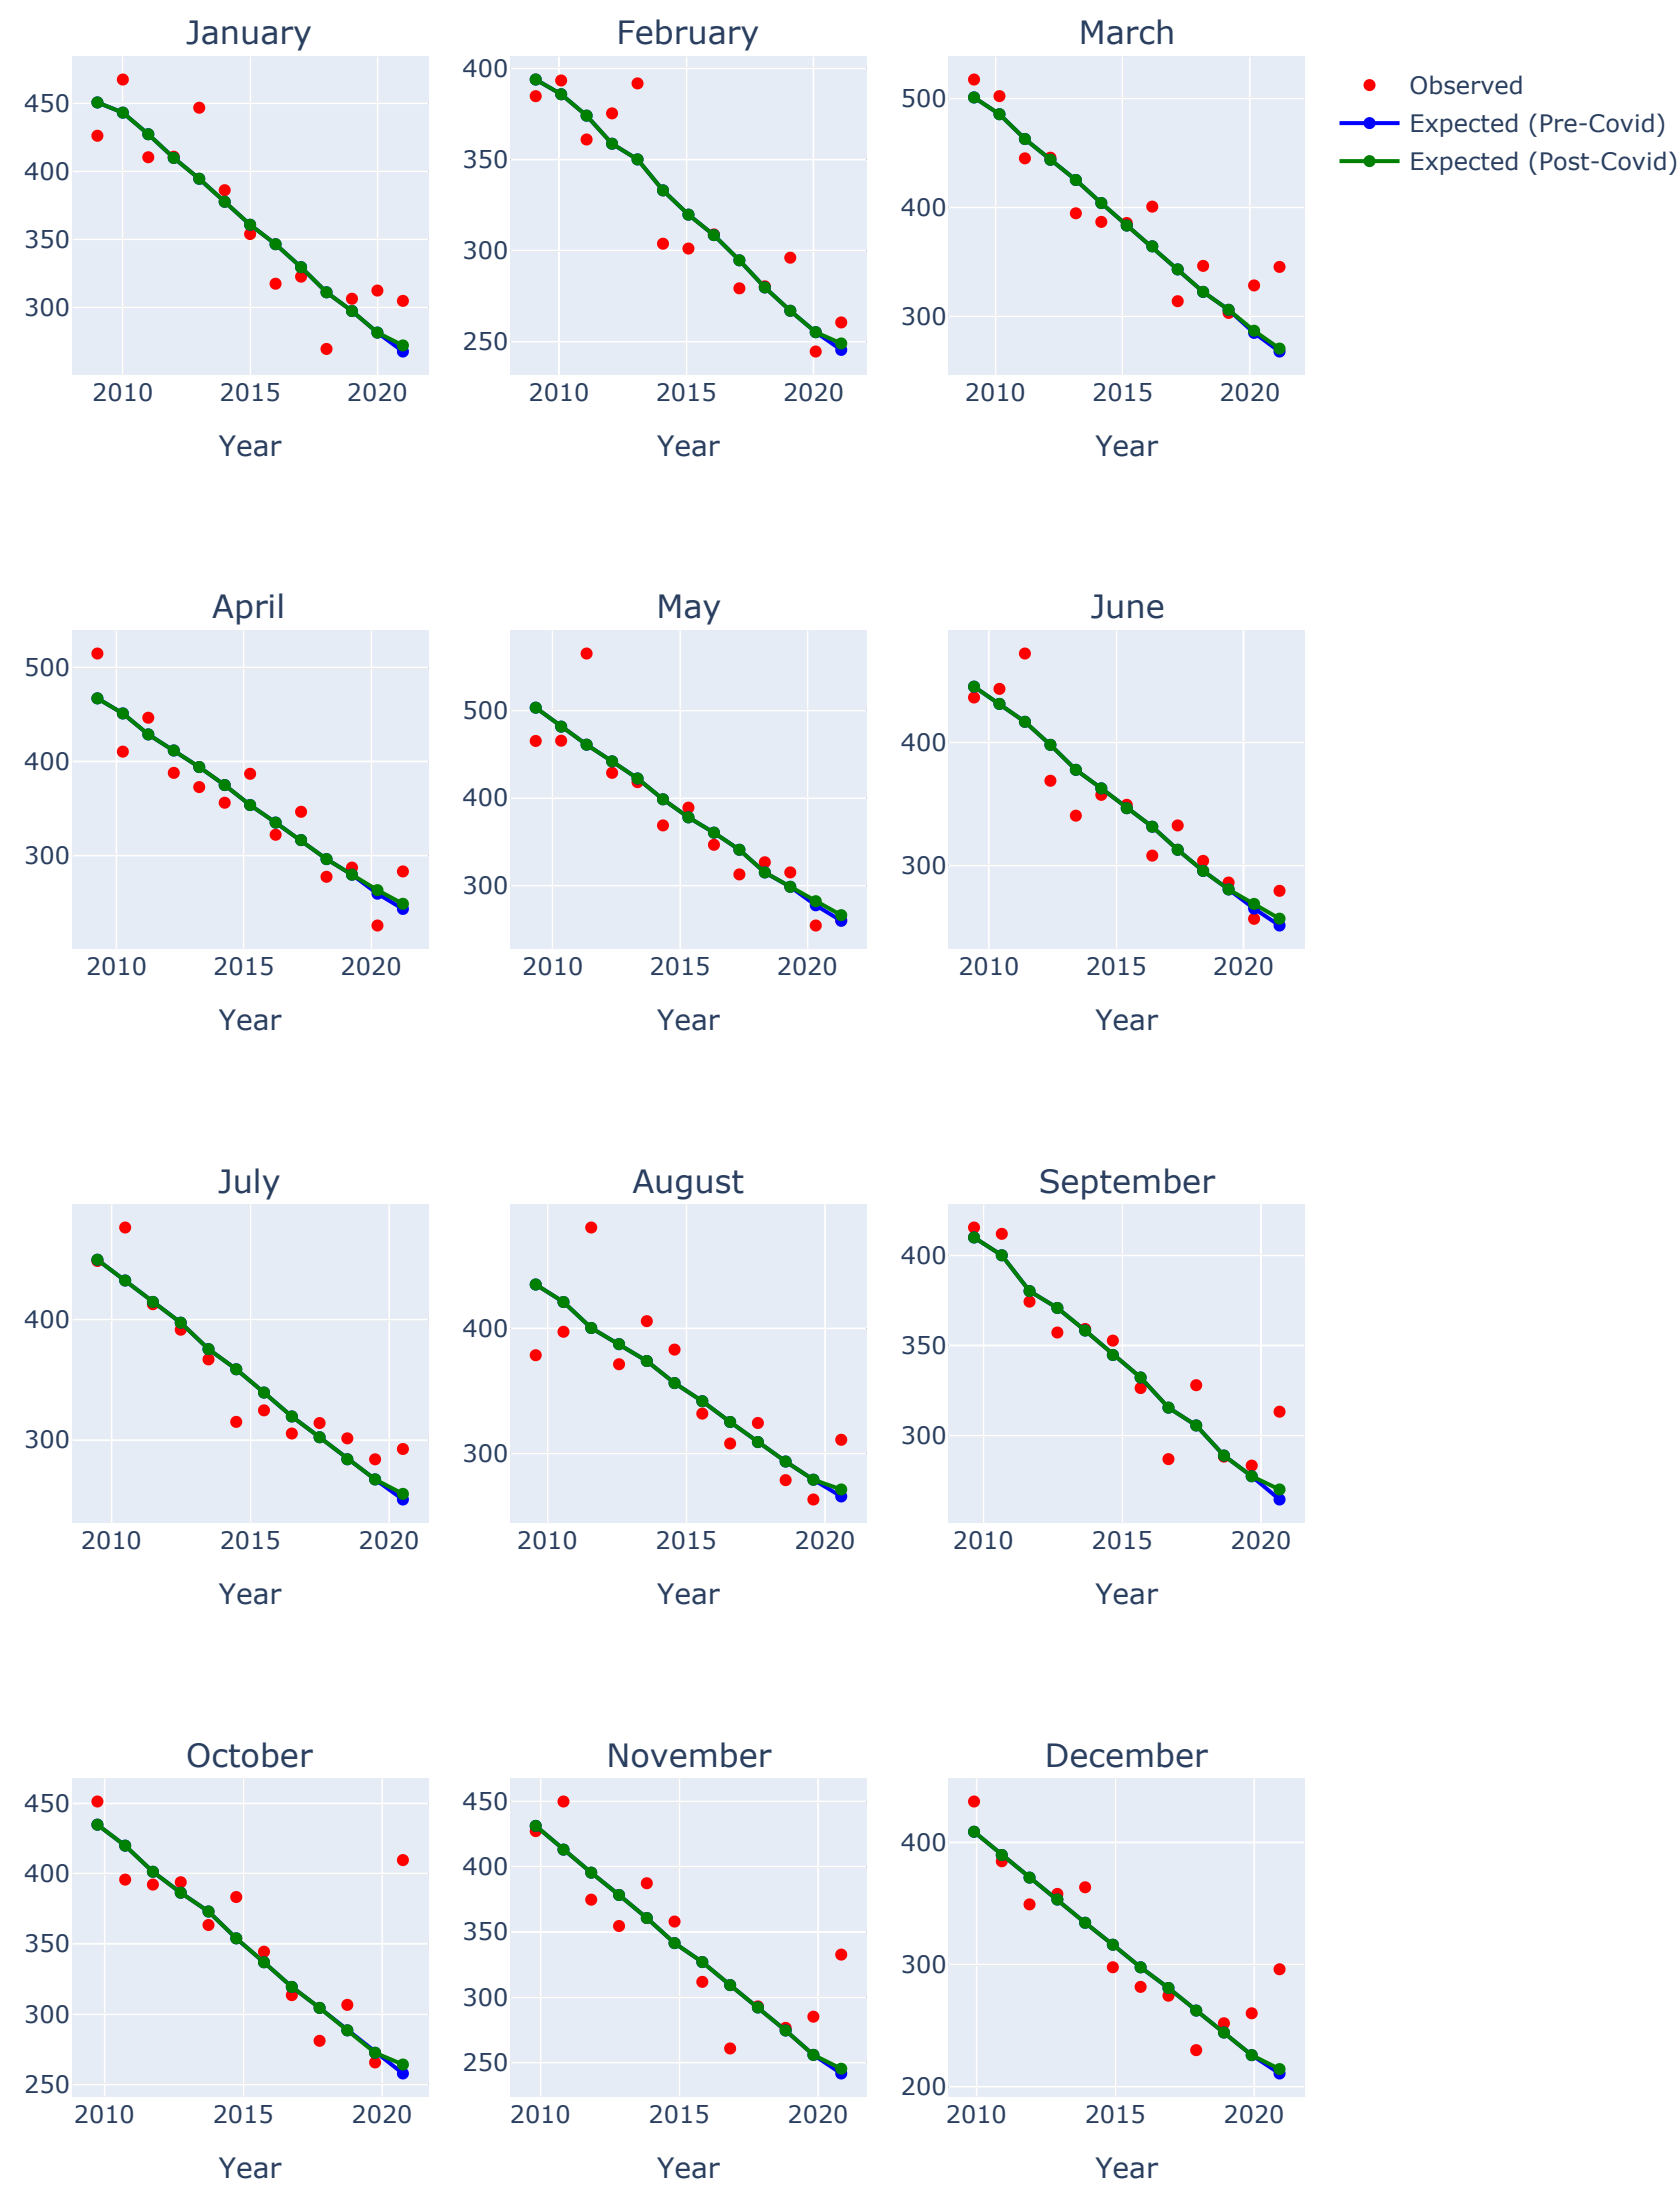 January February March
Observed
Expected (Pre-Covid)
Expected (Post-Covid)
450
400
350
300
2010 2015 2020
Year
400
350
300
250
2010 2015 2020
Year
500
400
300
2010 2015 2020
Year
April May June
500
400
300
2010 2015 2020
Year
500
400
300
2010 2015 2020
Year
400
300
2010 2015 2020
Year
July August September
400
300
2010 2015 2020
Year
400
300
2010 2015 2020
Year
400
350
300
2010 2015 2020
Year
October November December
450
400
350
300
250
2010 2015 2020
Year
450
400
350
300
250
2010 2015 2020
Year
400
300
200
2010 2015 2020
Year